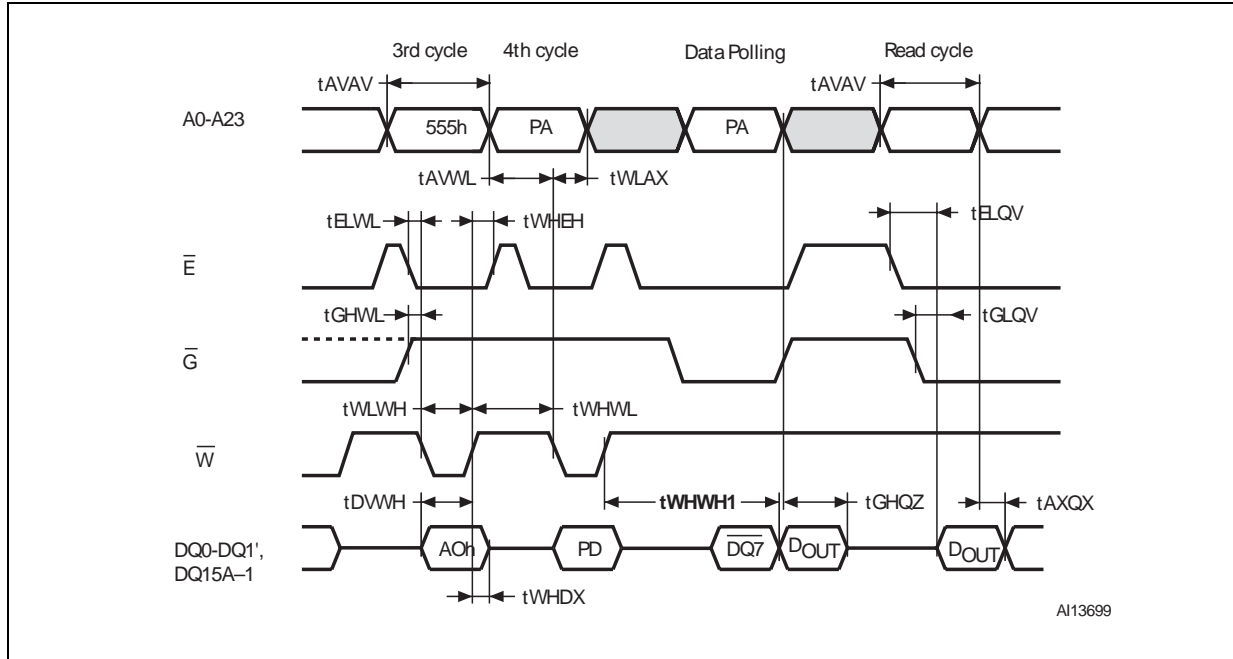 3rd cycle 4th cycle Data Polling Read cycle
tAVAV tAVAV
A0-A23 555h PA PA
tAVWL tWLAX
tELWL tWHEH tELQV
E
tGHWL tGLQV
G
tWLWH tWHWL
W
tDVWH tWHWH1 tGHQZ tAXQX
DQ0-DQ1', AOh PD DQ7 DOUT DOUT
DQ15A–1
tWHDX
AI13699